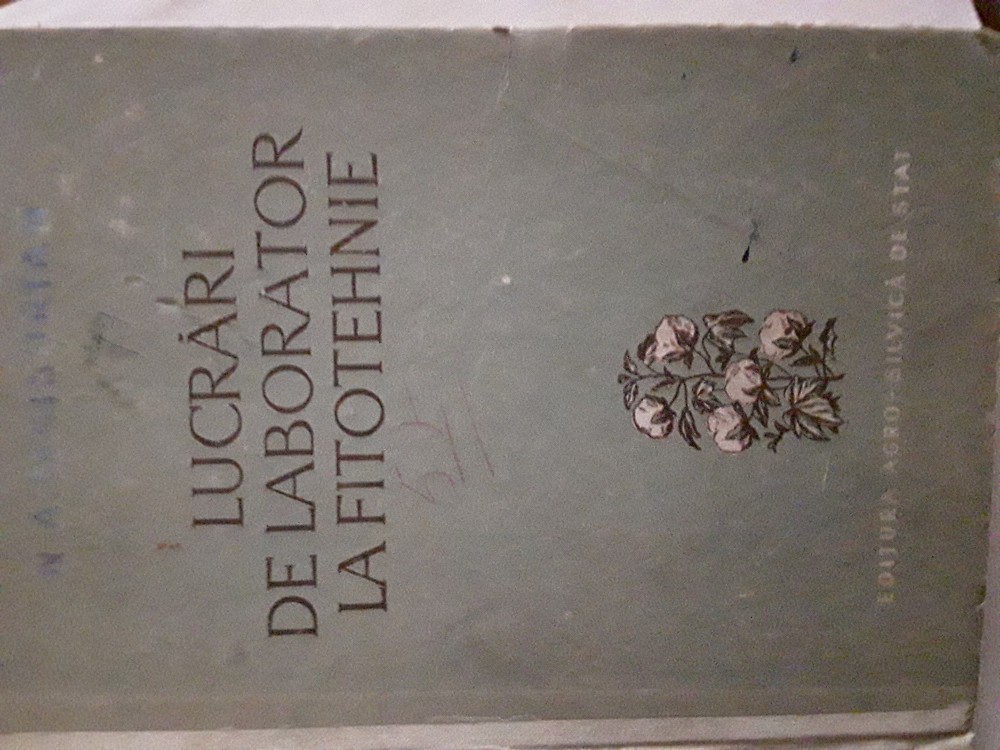 LUCRĂRI
DE LABORATOR
LA FITOTEHNIE
EDITURA AGRO-SILVICĂ DE STAT